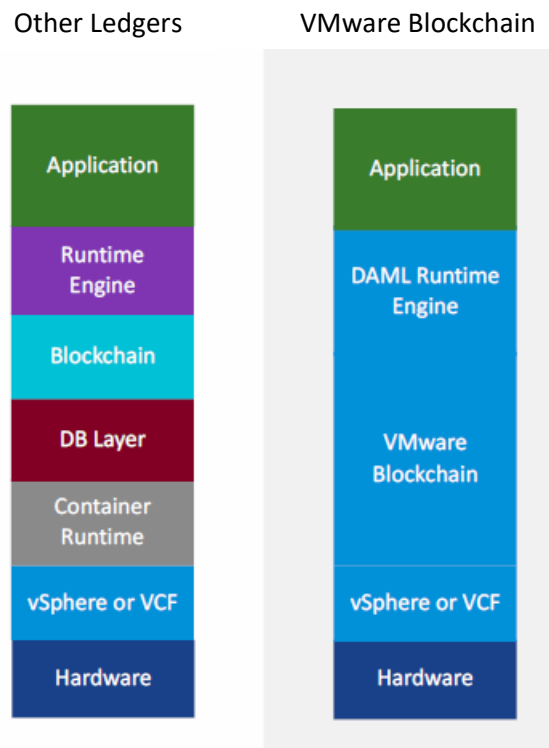 Other Ledgers
Application
Runtime
Engine
Blockchain
DB Layer
Container
Runtime
vSphere or VCF
Hardware
VMware Blockchain
Application
DAML Runtime
Engine
VMware
Blockchain
vSphere or VCF
Hardware